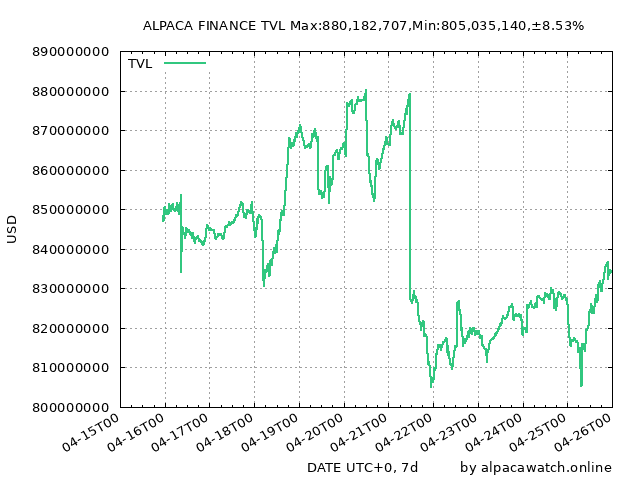 ALPACA FINANCE TVL Max:880,182,707,Min:805,035,140,±8.53%
TVL
890000000
880000000
870000000
860000000
850000000
840000000
830000000
820000000
810000000
800000000
USD
04-15T00
04-16T00
04-17T00
04-18T00
04-19T00
04-20T00
04-21T00
04-22T00
04-23T00
04-24T00
04-25T00
04-26T00
DATE UTC+0, 7d
by alpacawatch.online